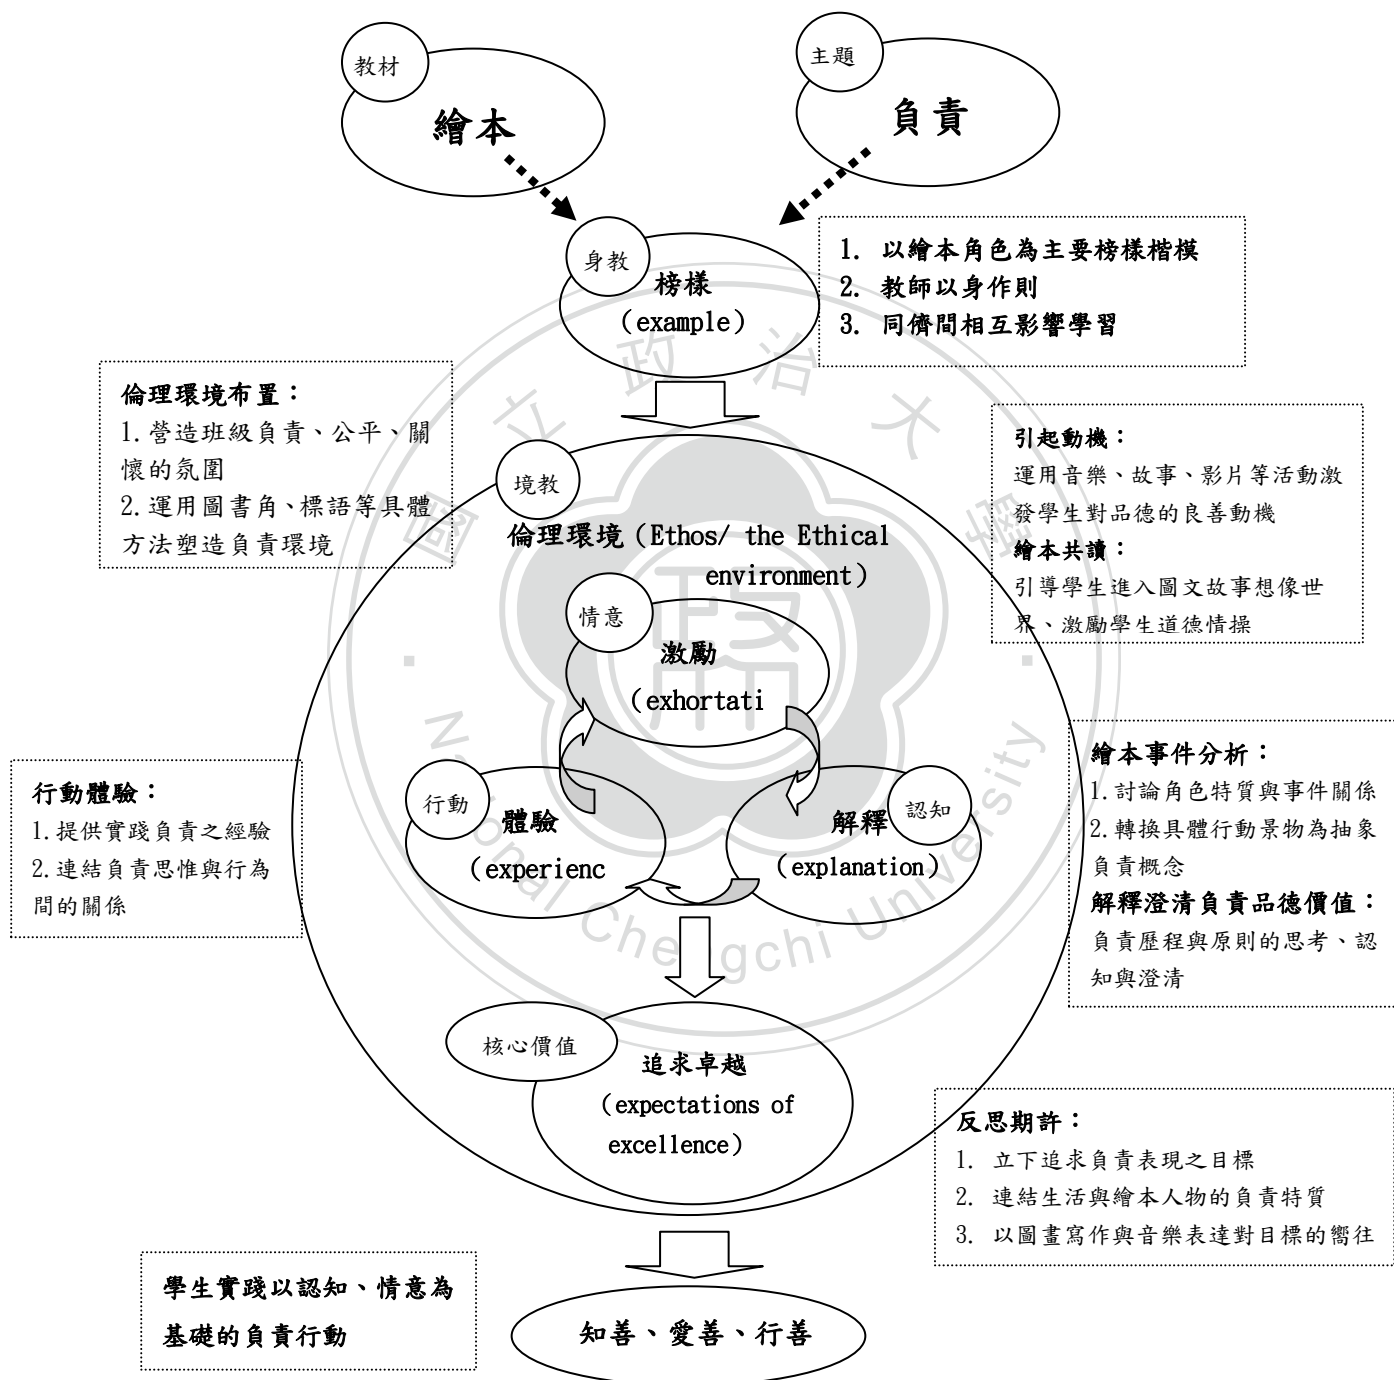 教材
繪本
主題
負責
身教
榜樣
（example）
1. 以繪本角色為主要榜樣楷模
2. 教師以身作則
3. 同儕間相互影響學習
倫理環境布置：
1.營造班級負責、公平、關
懷的氛圍
2.運用圖書角、標語等具體
方法塑造負責環境
引起動機：
運用音樂、故事、影片等活動激
發學生對品德的良善動機
繪本共讀：
引導學生進入圖文故事想像世
界、激勵學生道德情操
境教
倫理環境（Ethos/ the Ethical
environment）
情意
激勵
（exhortati
行動體驗：
1.提供實踐負責之經驗
2.連結負責思惟與行為
間的關係
行動
體驗
（experienc
解釋
（explanation）
認知
繪本事件分析：
1.討論角色特質與事件關係
2.轉換具體行動景物為抽象
負責概念
解釋澄清負責品德價值：
負責歷程與原則的思考、認
知與澄清
核心價值
追求卓越
（expectations of
excellence）
反思期許：
1. 立下追求負責表現之目標
2. 連結生活與繪本人物的負責特質
3. 以圖畫寫作與音樂表達對目標的嚮往
學生實踐以認知、情意為
基礎的負責行動
知善、愛善、行善
國立政治大學
National Chengchi University
政